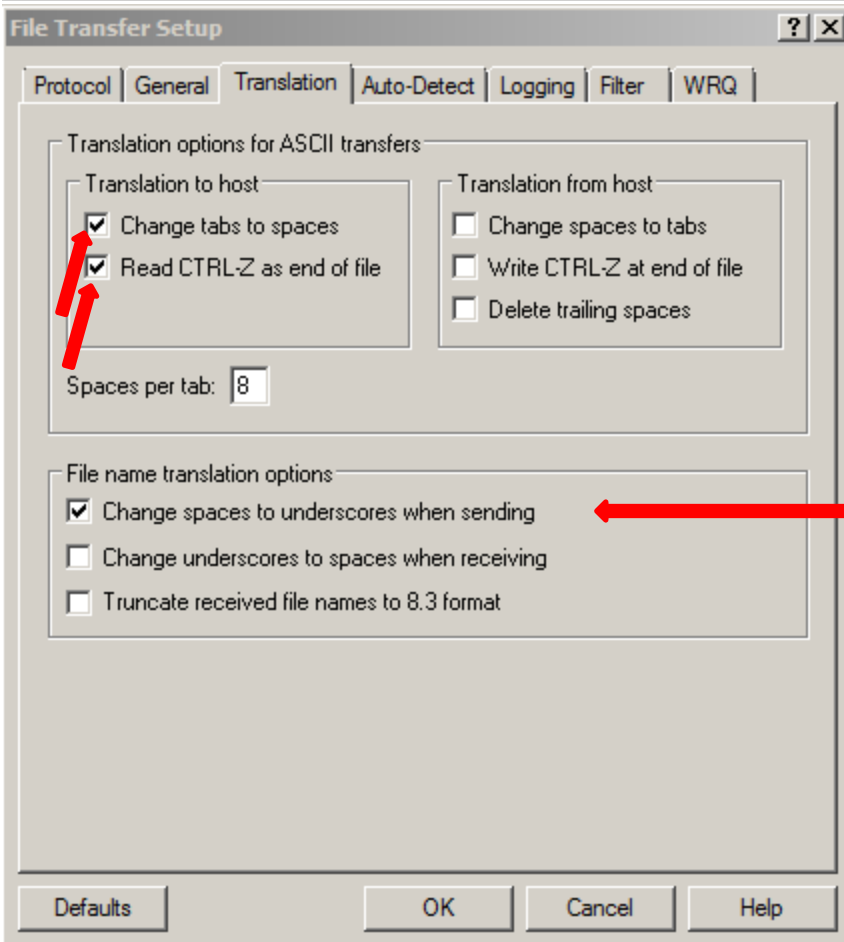 File Transfer Setup
Protocol General Translation Auto-Detect Logging Filter WRQ
Translation options for ASCII transfers
Translation to host
Change tabs to spaces
Read CTRL-Z as end of file
Translation from host
Change spaces to tabs
Write CTRL-Z at end of file
Delete trailing spaces
Spaces per tab: 8
File name translation options
Change spaces to underscores when sending
Change underscores to spaces when receiving
Truncate received file names to 8.3 format
Defaults OK Cancel Help